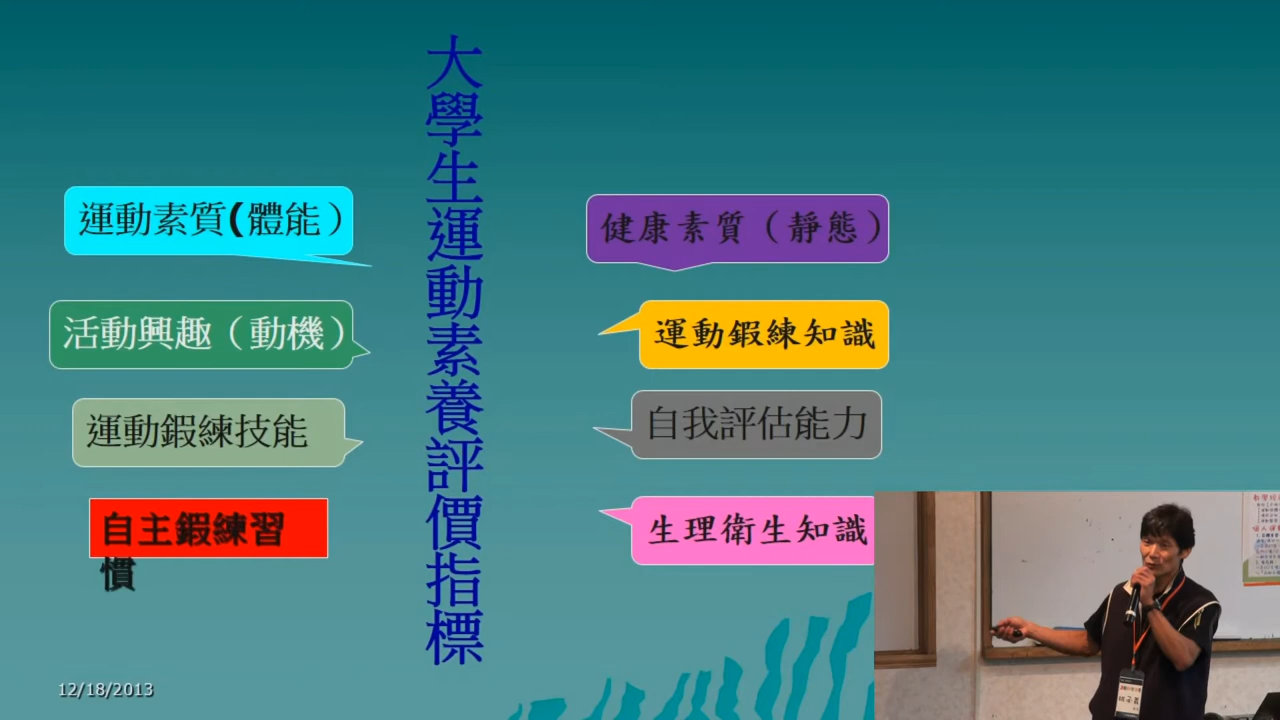 大學生運動素養評價指標
運動素質(體能）
活動興趣（動機）
運動鍛練技能
自主鍛練習
慣
健康素質（靜態）
運動鍛練知識
自我評估能力
生理衛生知識
12/18/2013